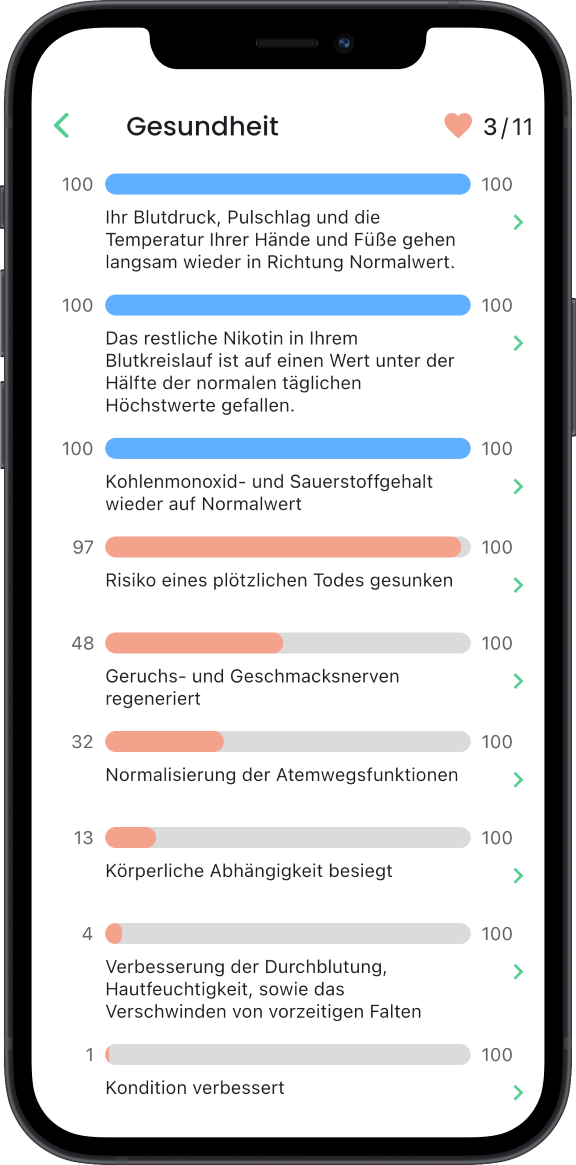 Gesundheit 3/11
100 100
Ihr Blutdruck, Pulschlag und die
Temperatur Ihrer Hände und Füße gehen
langsam wieder in Richtung Normalwert.
100 100
Das restliche Nikotin in Ihrem
Blutkreislauf ist auf einen Wert unter der
Hälfte der normalen täglichen
Höchstwerte gefallen.
100 100
Kohlenmonoxid- und Sauerstoffgehalt
wieder auf Normalwert
97 100
Risiko eines plötzlichen Todes gesunken
48 100
Geruchs- und Geschmacksnerven
regeneriert
32 100
Normalisierung der Atemwegsfunktionen
13 100
Körperliche Abhängigkeit besiegt
4 100
Verbesserung der Durchblutung,
Hautfeuchtigkeit, sowie das
Verschwinden von vorzeitigen Falten
1 100
Kondition verbessert